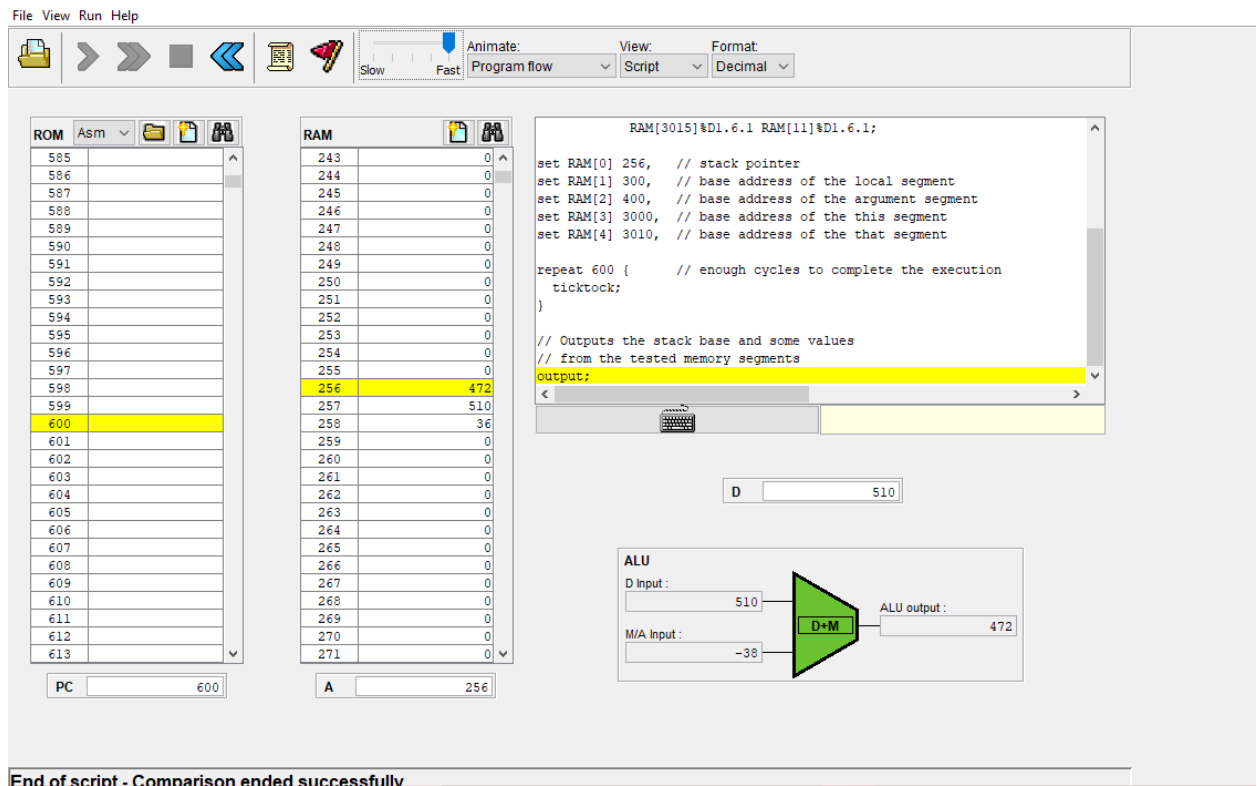 File View Run Help
Animate: View: Format:
Slow Fast Program flow Script Decimal
ROM Asm
585
586
587
588
589
590
591
592
593
594
595
596
597
598
599
600
601
602
603
604
605
606
607
608
609
610
611
612
613
PC 600
RAM
243 0
244 0
245 0
246 0
247 0
248 0
249 0
250 0
251 0
252 0
253 0
254 0
255 0
256 472
257 510
258 36
259 0
260 0
261 0
262 0
263 0
264 0
265 0
266 0
267 0
268 0
269 0
270 0
271 0
A 256
RAM[3015]%D1.6.1 RAM[11]%D1.6.1;
set RAM[0] 256, // stack pointer
set RAM[1] 300, // base address of the local segment
set RAM[2] 400, // base address of the argument segment
set RAM[3] 3000, // base address of the this segment
set RAM[4] 3010, // base address of the that segment
repeat 600 { // enough cycles to complete the execution
ticktock;
}
// Outputs the stack base and some values
// from the tested memory segments
output;
D 510
ALU
D Input :
510
M/A Input :
-38
D+M
ALU output :
472
End of script - Comparison ended successfully